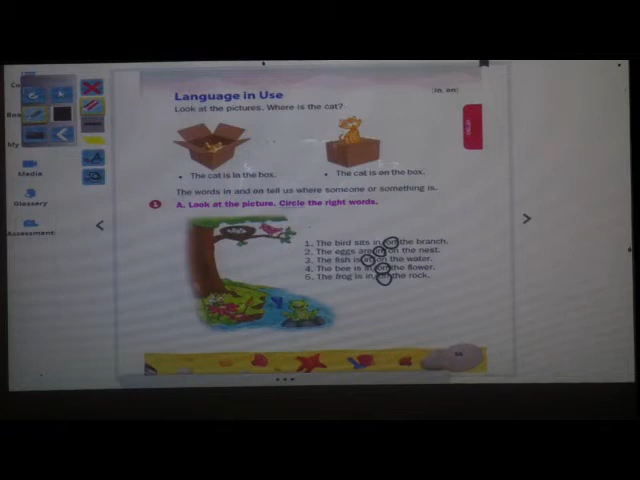 Language in Use
(in, on)
Look at the pictures. Where is the cat?
• The cat is in the box.
• The cat is on the box.
The words in and on tell us where someone or something is.
1 A. Look at the picture. Circle the right words.
1. The bird sits in/on the branch.
2. The eggs are in/on the nest.
3. The fish is in/on the water.
4. The bee is in/on the flower.
5. The frog is in/on the rock.
My
Media
Glossary
Assessment